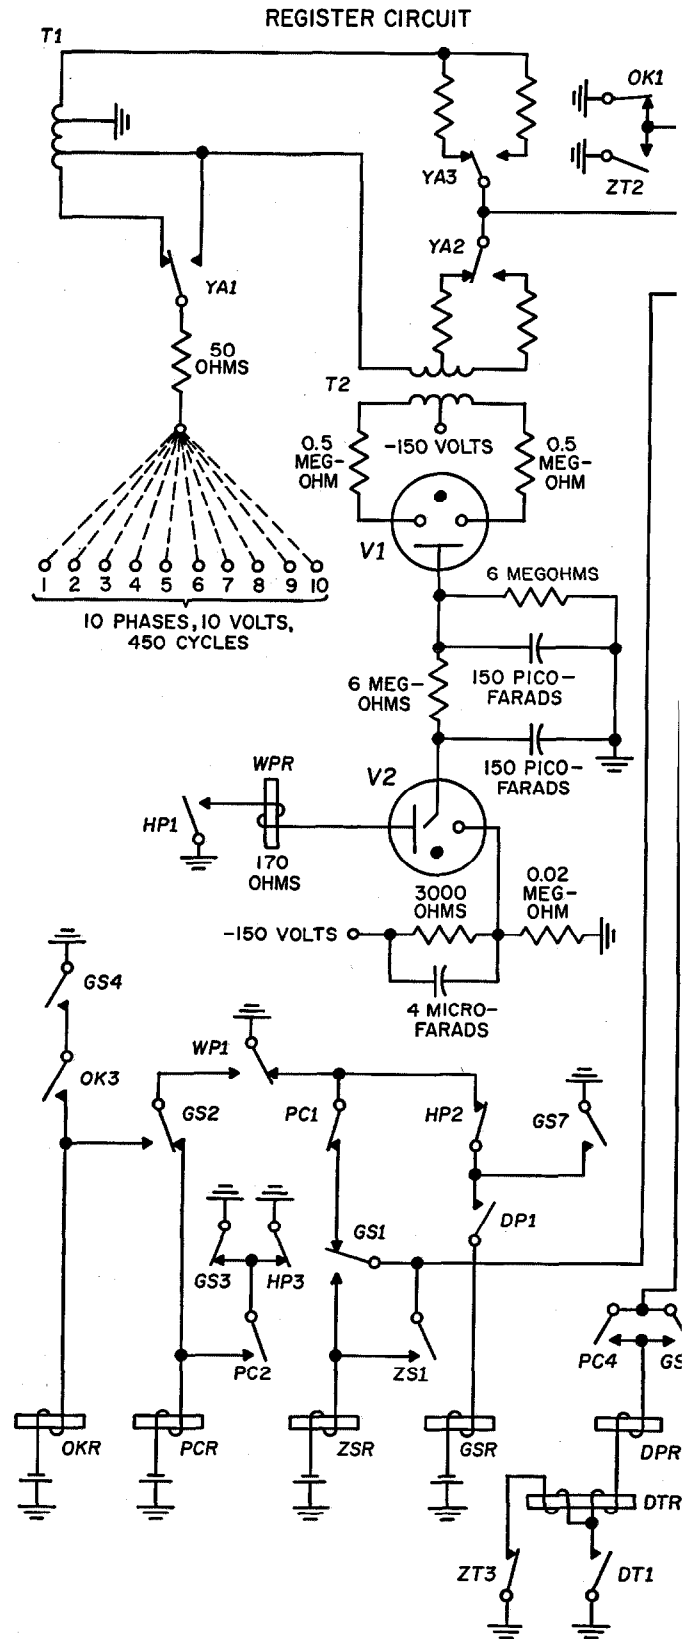 REGISTER CIRCUIT
T1
OK1
YA3
ZT2
YA2
YA1
50
OHMS
T2
-150 VOLTS
0.5
MEG-
OHM
0.5
MEG-
OHM
V1
1 2 3 4 5 6 7 8 9 10
10 PHASES, 10 VOLTS,
450 CYCLES
6 MEGOHMS
150 PICO-
FARADS
6 MEG-
OHMS
150 PICO-
FARADS
V2
WPR
HP1
170
OHMS
3000
OHMS
0.02
MEG-
OHM
-150 VOLTS
4 MICRO-
FARADS
GS4
WP1
OK3
GS2
PC1
HP2
GS7
DP1
GS1
GS3
HP3
PC2
ZS1
PC4
GS
OKR
PCR
ZSR
GSR
DPR
DTR
ZT3
DT1